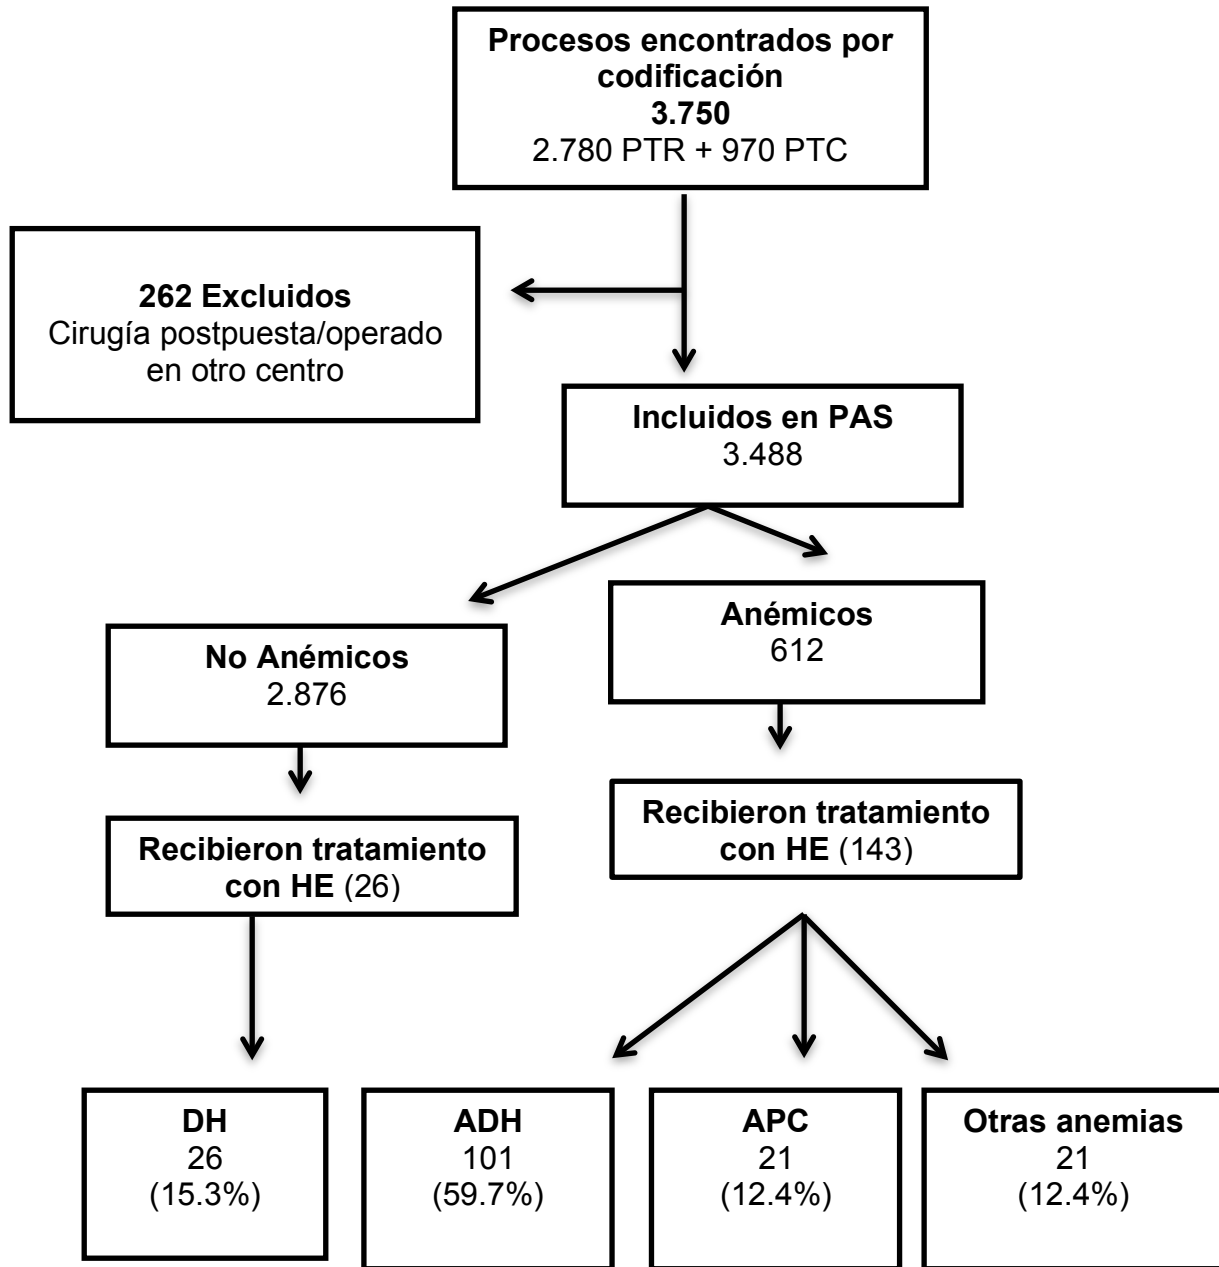 Procesos encontrados por
codificación
3.750
2.780 PTR + 970 PTC
262 Excluidos
Cirugía postpuesta/operado
en otro centro
Incluidos en PAS
3.488
No Anémicos
2.876
Anémicos
612
Recibieron tratamiento
con HE (26)
Recibieron tratamiento
con HE (143)
DH
26
(15.3%)
ADH
101
(59.7%)
APC
21
(12.4%)
Otras anemias
21
(12.4%)